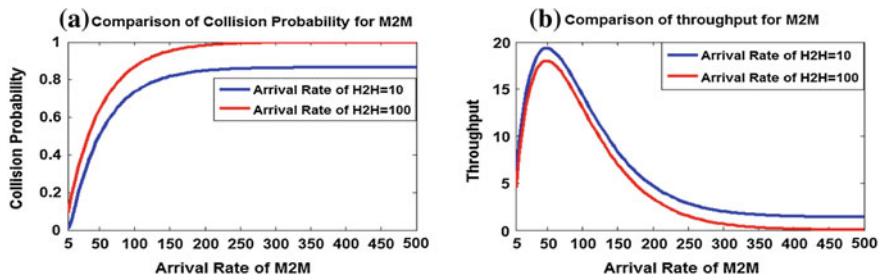 (a) Comparison of Collision Probability for M2M
Collision Probability
1
0.8
0.6
0.4
0.2
0
Arrival Rate of H2H=10
Arrival Rate of H2H=100
5 50 100 150 200 250 300 350 400 450 500
Arrival Rate of M2M
(b) Comparison of throughput for M2M
Throughput
20
15
10
5
0
Arrival Rate of H2H=10
Arrival Rate of H2H=100
5 50 100 150 200 250 300 350 400 450 500
Arrival Rate of M2M